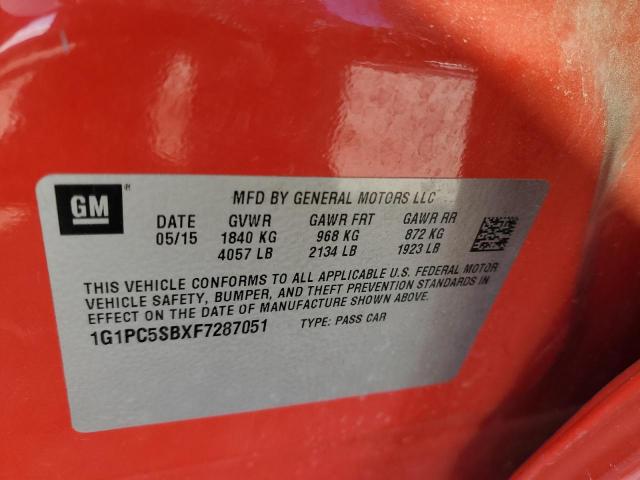 GM ®
MFD BY GENERAL MOTORS LLC
DATE GVWR GAWR FRT GAWR RR
05/15 1840 KG 968 KG 872 KG
4057 LB 2134 LB 1923 LB
THIS VEHICLE CONFORMS TO ALL APPLICABLE U.S. FEDERAL MOTOR
VEHICLE SAFETY, BUMPER, AND THEFT PREVENTION STANDARDS IN
EFFECT ON THE DATE OF MANUFACTURE SHOWN ABOVE.
1G1PC5SBXF7287051 TYPE: PASS CAR